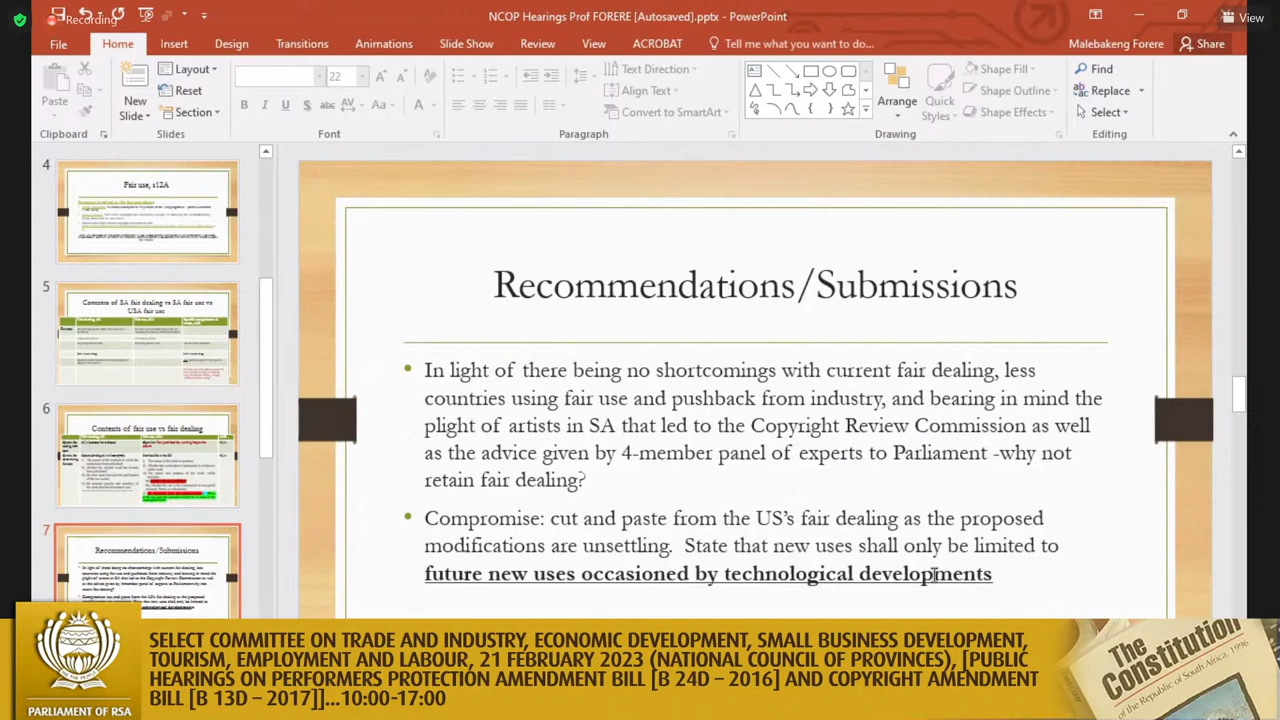 Recording
NCOP Hearings Prof FORERE [Autosaved].pptx - PowerPoint
View
File Home Insert Design Transitions Animations Slide Show Review View ACROBAT Tell me what you want to do... Malebakeng Forere Share
Paste
New Slide
Layout
Reset
Section
22
Text Direction
Align Text
Convert to SmartArt
Arrange
Quick Styles
Shape Fill
Shape Outline
Shape Effects
Find
Replace
Select
Clipboard Slides Font Paragraph Drawing Editing
4
Fair use, s12A
5
Contents of SA fair dealing vs SA fair use vs
USA fair use
6
Contents of fair use vs fair dealing
7
Recommendations/Submissions
Recommendations/Submissions
• In light of there being no shortcomings with current fair dealing, less
countries using fair use and pushback from industry, and bearing in mind the
plight of artists in SA that led to the Copyright Review Commission as well
as the advice given by 4-member panel of experts to Parliament -why not
retain fair dealing?
• Compromise: cut and paste from the US's fair dealing as the proposed
modifications are unsettling. State that new uses shall only be limited to
future new uses occasioned by technological developments
PARLIAMENT OF RSA
SELECT COMMITTEE ON TRADE AND INDUSTRY, ECONOMIC DEVELOPMENT, SMALL BUSINESS DEVELOPMENT,
TOURISM, EMPLOYMENT AND LABOUR, 21 FEBRUARY 2023 (NATIONAL COUNCIL OF PROVINCES), [PUBLIC
HEARINGS ON PERFORMERS PROTECTION AMENDMENT BILL [B 24D – 2016] AND COPYRIGHT AMENDMENT
BILL [B 13D – 2017]]...10:00-17:00
The
Constitution
of the Republic of South Africa, 1996